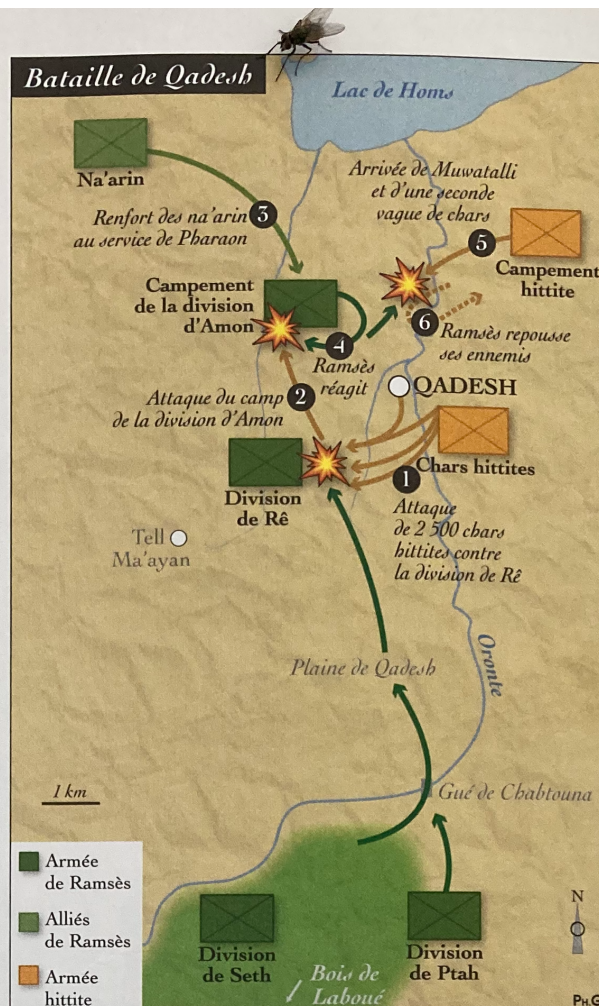 Bataille de Qadesh
Lac de Homs
Na'arin
Arrivée de Muwatalli
et d'une seconde
vague de chars
Renfort des na'arin
au service de Pharaon
3
5
Campement
hittite
Campement
de la division
d'Amon
6
Ramsès repousse
ses ennemis
4
Ramsès
réagit
2
Attaque du camp
de la division d'Amon
QADESH
Chars hittites
1
Attaque
de 2 500 chars
hittites contre
la division de Rê
Division
de Rê
Tell
Ma'ayan
Plaine de Qadesh
Oronte
1 km
Gué de Chabtouna
Armée
de Ramsès
Alliés
de Ramsès
Armée
hittite
Division
de Seth
Division
de Ptah
Bois de
Laboué
N